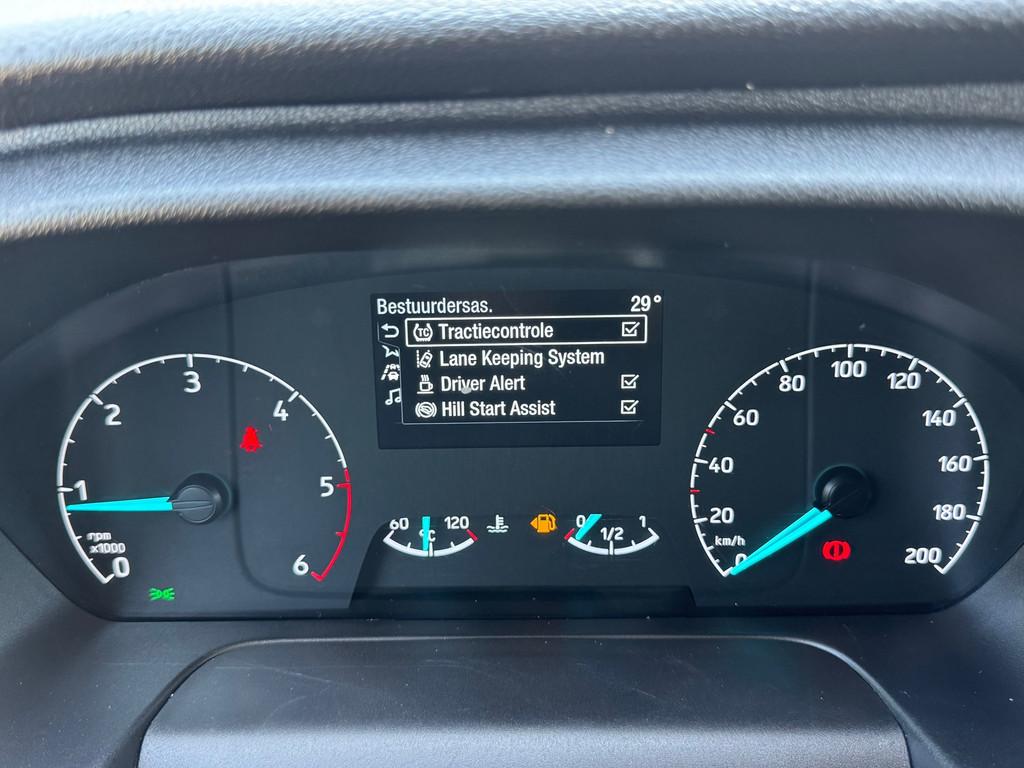 Bestuurdersas. 29°
TC Tractiecontrole
Lane Keeping System
Driver Alert
Hill Start Assist
0
1
2
3
4
5
6
rpm
x1000
60 °C 120
0 1/2 1
0
20
40
60
80
100
120
140
160
180
200
km/h